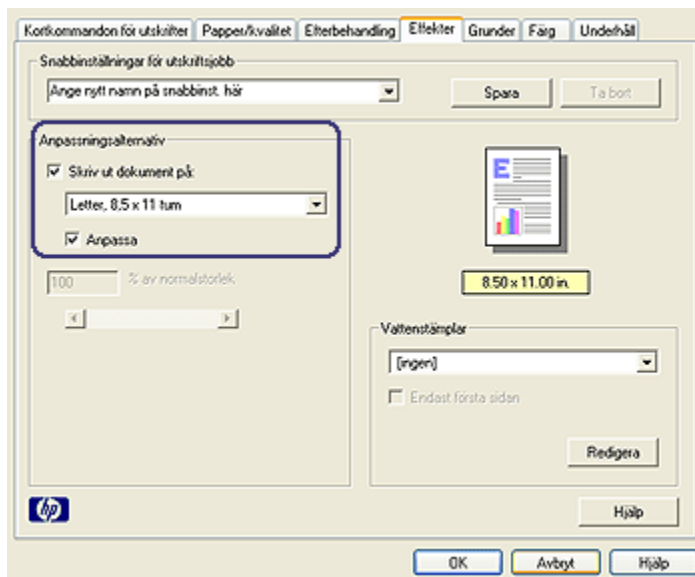 Kortkommandon för utskrifter Papper/kvalitet Efterbehandling Effekter Grunder Färg Underhåll
Snabbinställningar för utskriftsjobb
Ange nytt namn på snabbinst. här
Spara
Ta bort
Anpassningsalternativ
Skriv ut dokument på:
Letter, 8,5 x 11 tum
Anpassa
100 % av normalstorlek.
E
8.50 x 11.00 in.
Vattenstämplar
[ingen]
Endast första sidan
Redigera
hp
Hjälp
OK Avbryt Hjälp